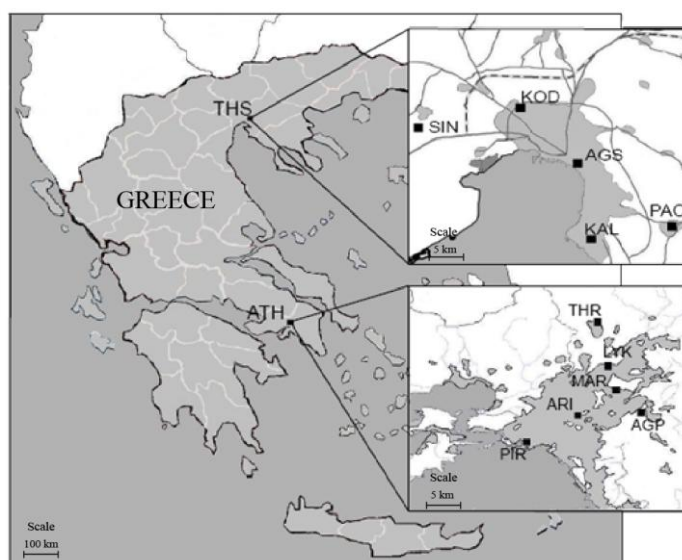 THS
GREECE
ATH
Scale
100 km
KOD
SIN
AGS
KAL
PAO
Scale
5 km
THR
LYK
MAR
ARI
AGP
PIR
Scale
5 km